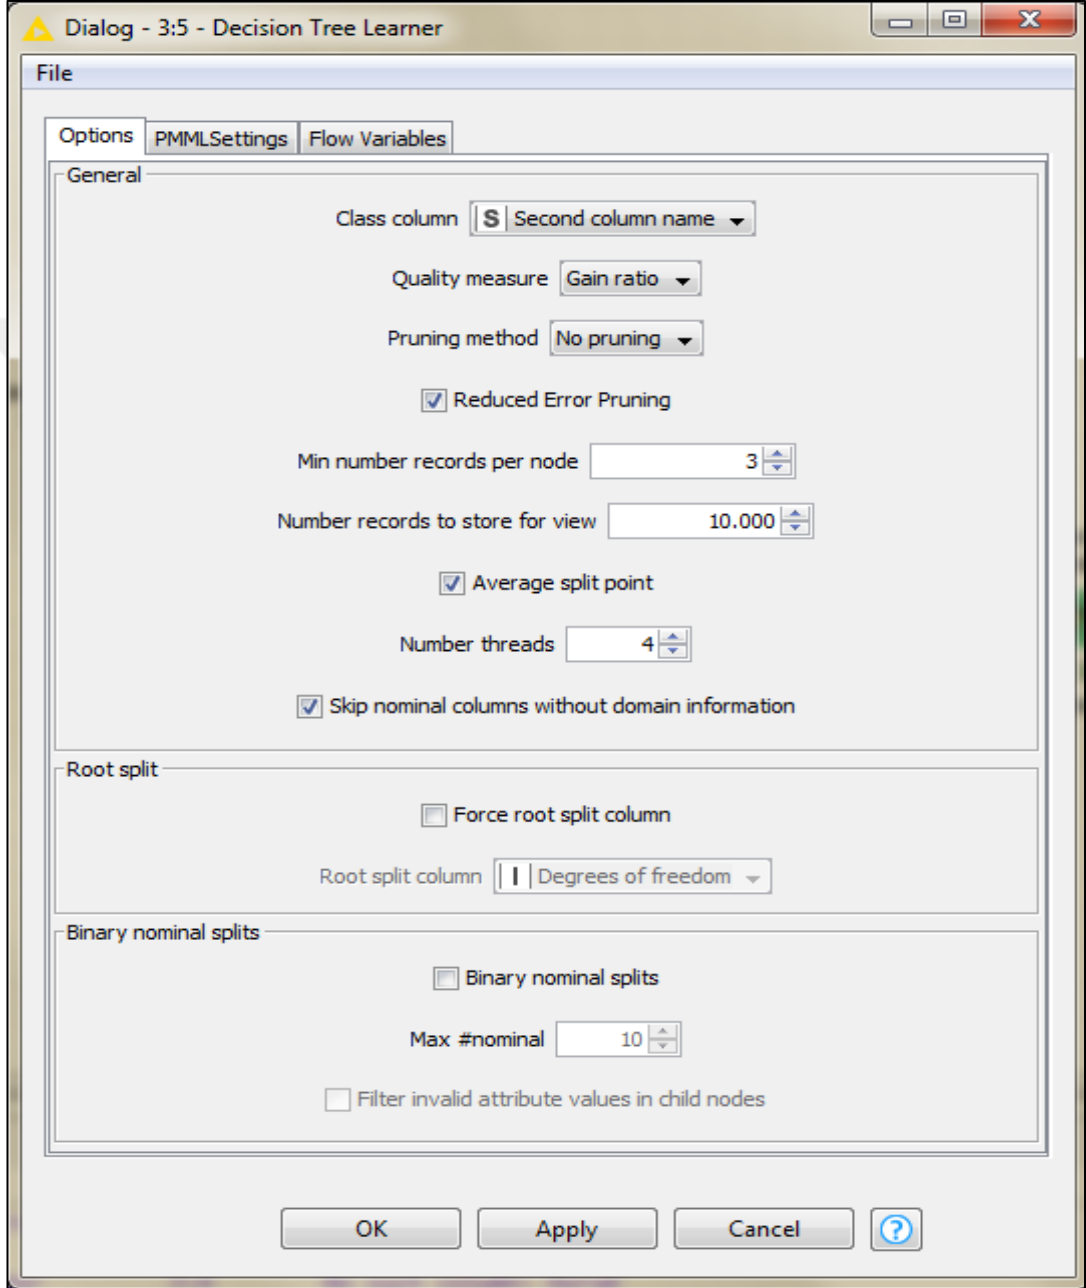 Dialog - 3:5 - Decision Tree Learner
File
Options PMMLSettings Flow Variables
General
Class column S Second column name
Quality measure Gain ratio
Pruning method No pruning
Reduced Error Pruning
Min number records per node 3
Number records to store for view 10.000
Average split point
Number threads 4
Skip nominal columns without domain information
Root split
Force root split column
Root split column I Degrees of freedom
Binary nominal splits
Binary nominal splits
Max #nominal 10
Filter invalid attribute values in child nodes
OK Apply Cancel ?